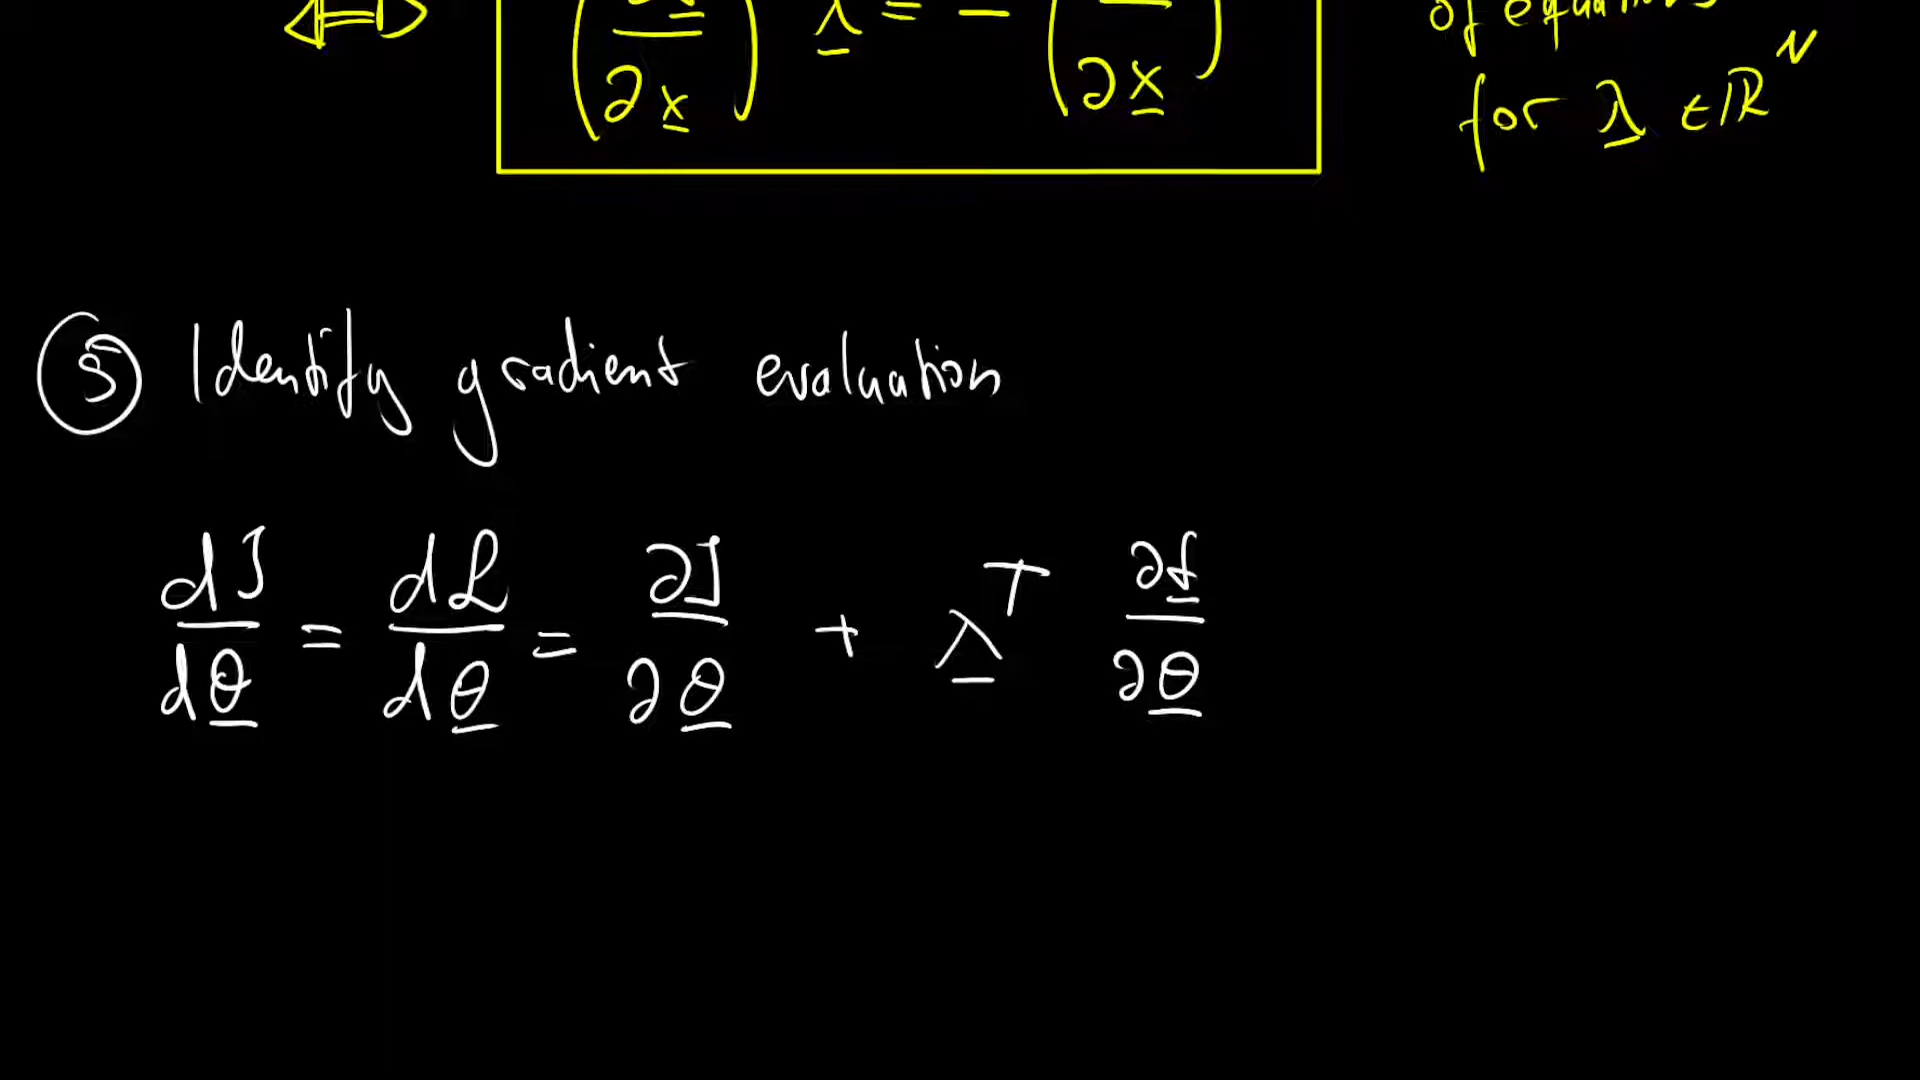 ⇔ ( / ∂x̲ ) λ̲ = − ( / ∂x̲ )
of equations
for λ̲ ∈ ℝ^N
⑤ Identify gradient evaluation
dJ/dθ̲ = dℒ/dθ̲ = ∂J/∂θ̲ + λ̲^T ∂f̲/∂θ̲